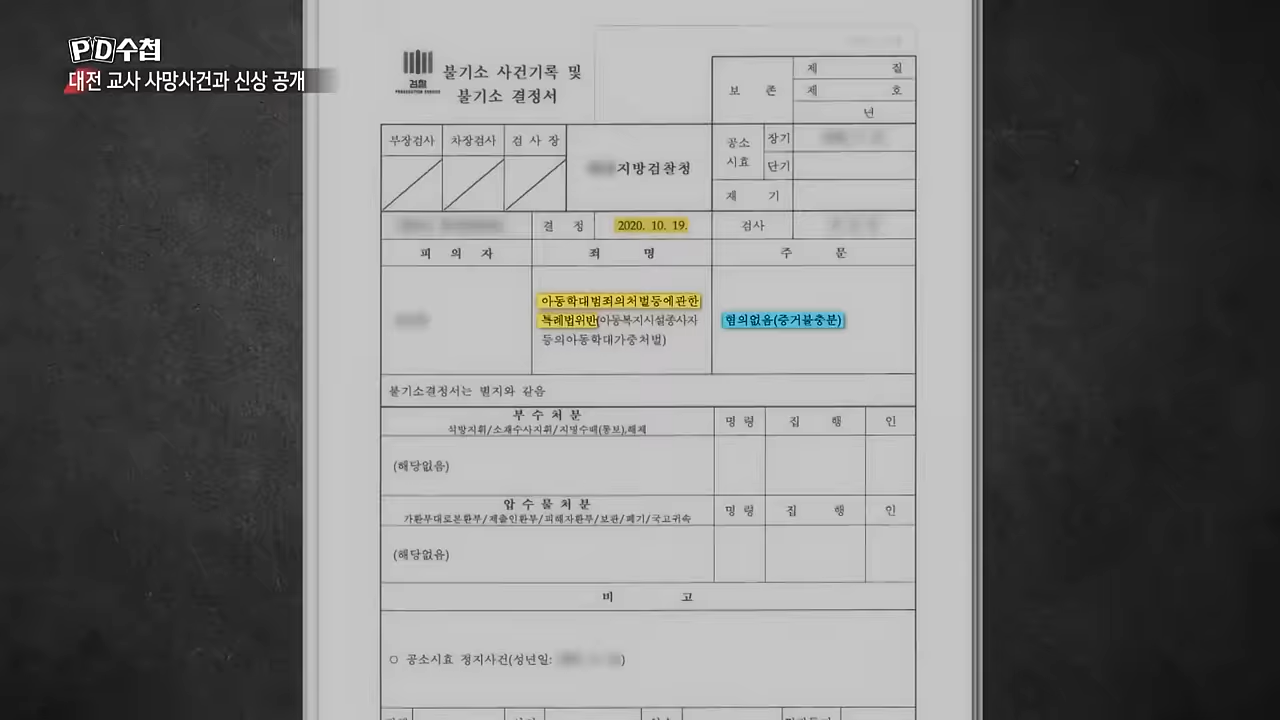 PD수첩
대전 교사 사망사건과 신상 공개
검찰
PROSECUTION SERVICE
불기소 사건기록 및
불기소 결정서
보 존
제 질
제 호
년
부장검사 차장검사 검 사 장
지방검찰청
공소
시효
장기
단기
재 기
결 정 2020. 10. 19. 검사
피 의 자 죄 명 주 문
아동학대범죄의처벌등에관한
특례법위반(아동복지시설종사자
등의아동학대가중처벌)
혐의없음(증거불충분)
불기소결정서는 별지와 같음
부 수 처 분
석방지휘/소재수사지휘/지명수배(통보),해제
명 령 집 행 인
(해당없음)
압 수 물 처 분
가환부대로본환부/제출인환부/피해자환부/보관/폐기/국고귀속
명 령 집 행 인
(해당없음)
비 고
○ 공소시효 정지사건(성년일: )